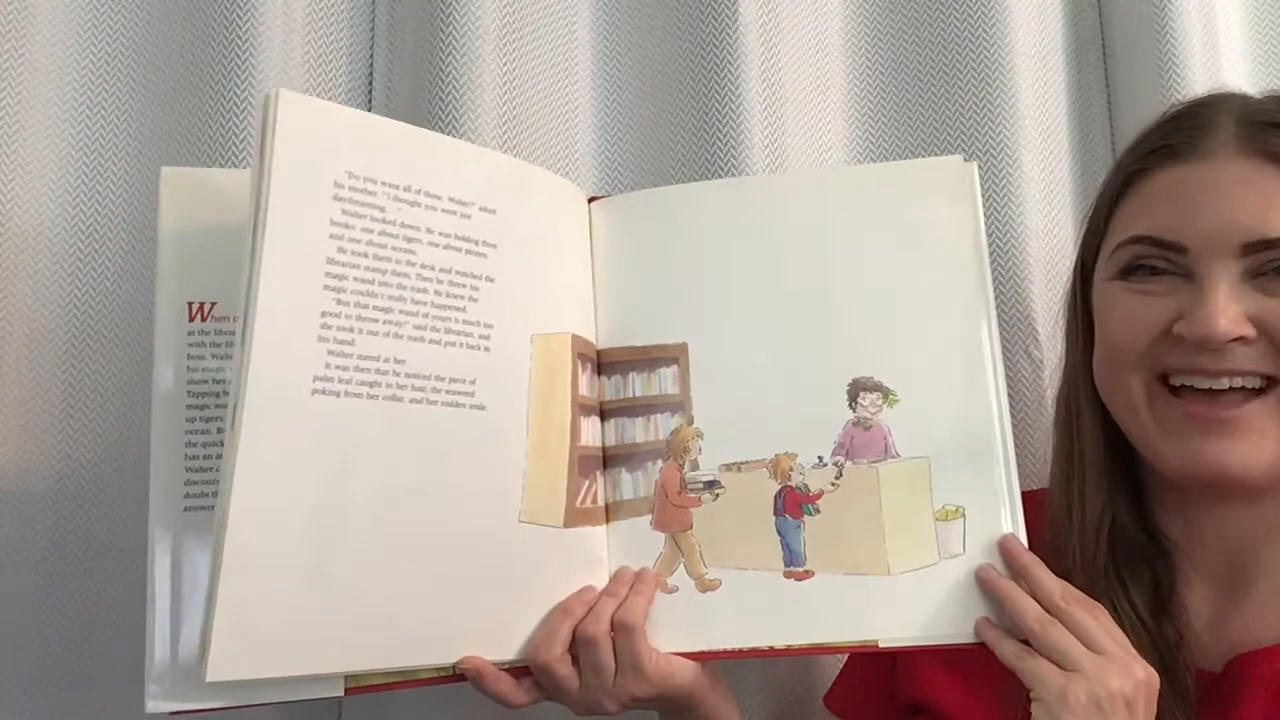 When o
at the libra
with the li
boss. Walte
his magic
show her
Tapping h
magic wa
up tigers,
ocean. B
the quick
has an a
Walter d
discours
doubt th
answer
"Do you want all of those, Walter?" asked
his mother. "I thought you were just
daydreaming. . ."
Walter looked down. He was holding three
books: one about tigers, one about pirates,
and one about oceans.
He took them to the desk and watched the
librarian stamp them. Then he threw his
magic wand into the trash. He knew the
magic couldn't really have happened.
"But that magic wand of yours is much too
good to throw away!" said the librarian, and
she took it out of the trash and put it back in
his hand.
Walter stared at her.
It was then that he noticed the piece of
palm leaf caught in her hair, the seaweed
poking from her collar, and her sudden smile.